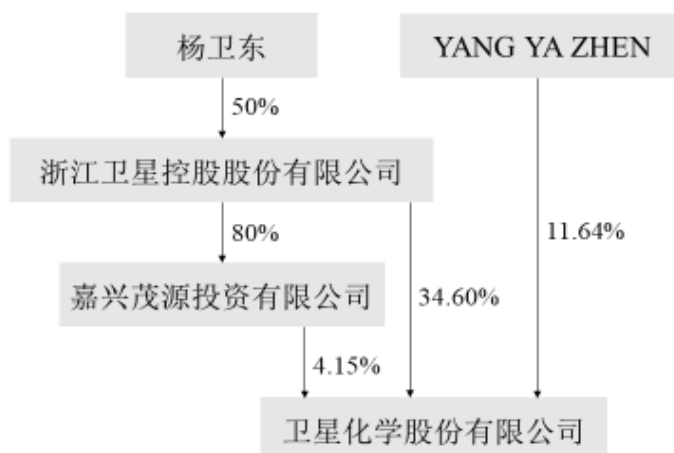 杨卫东
YANG YA ZHEN
50%
浙江卫星控股股份有限公司
80%
11.64%
嘉兴茂源投资有限公司
34.60%
4.15%
卫星化学股份有限公司